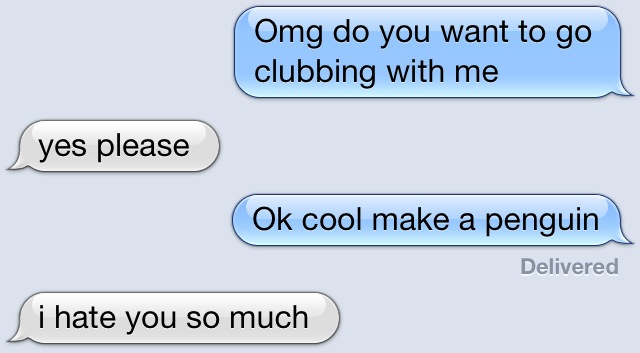 Omg do you want to go
clubbing with me
yes please
Ok cool make a penguin
Delivered
i hate you so much